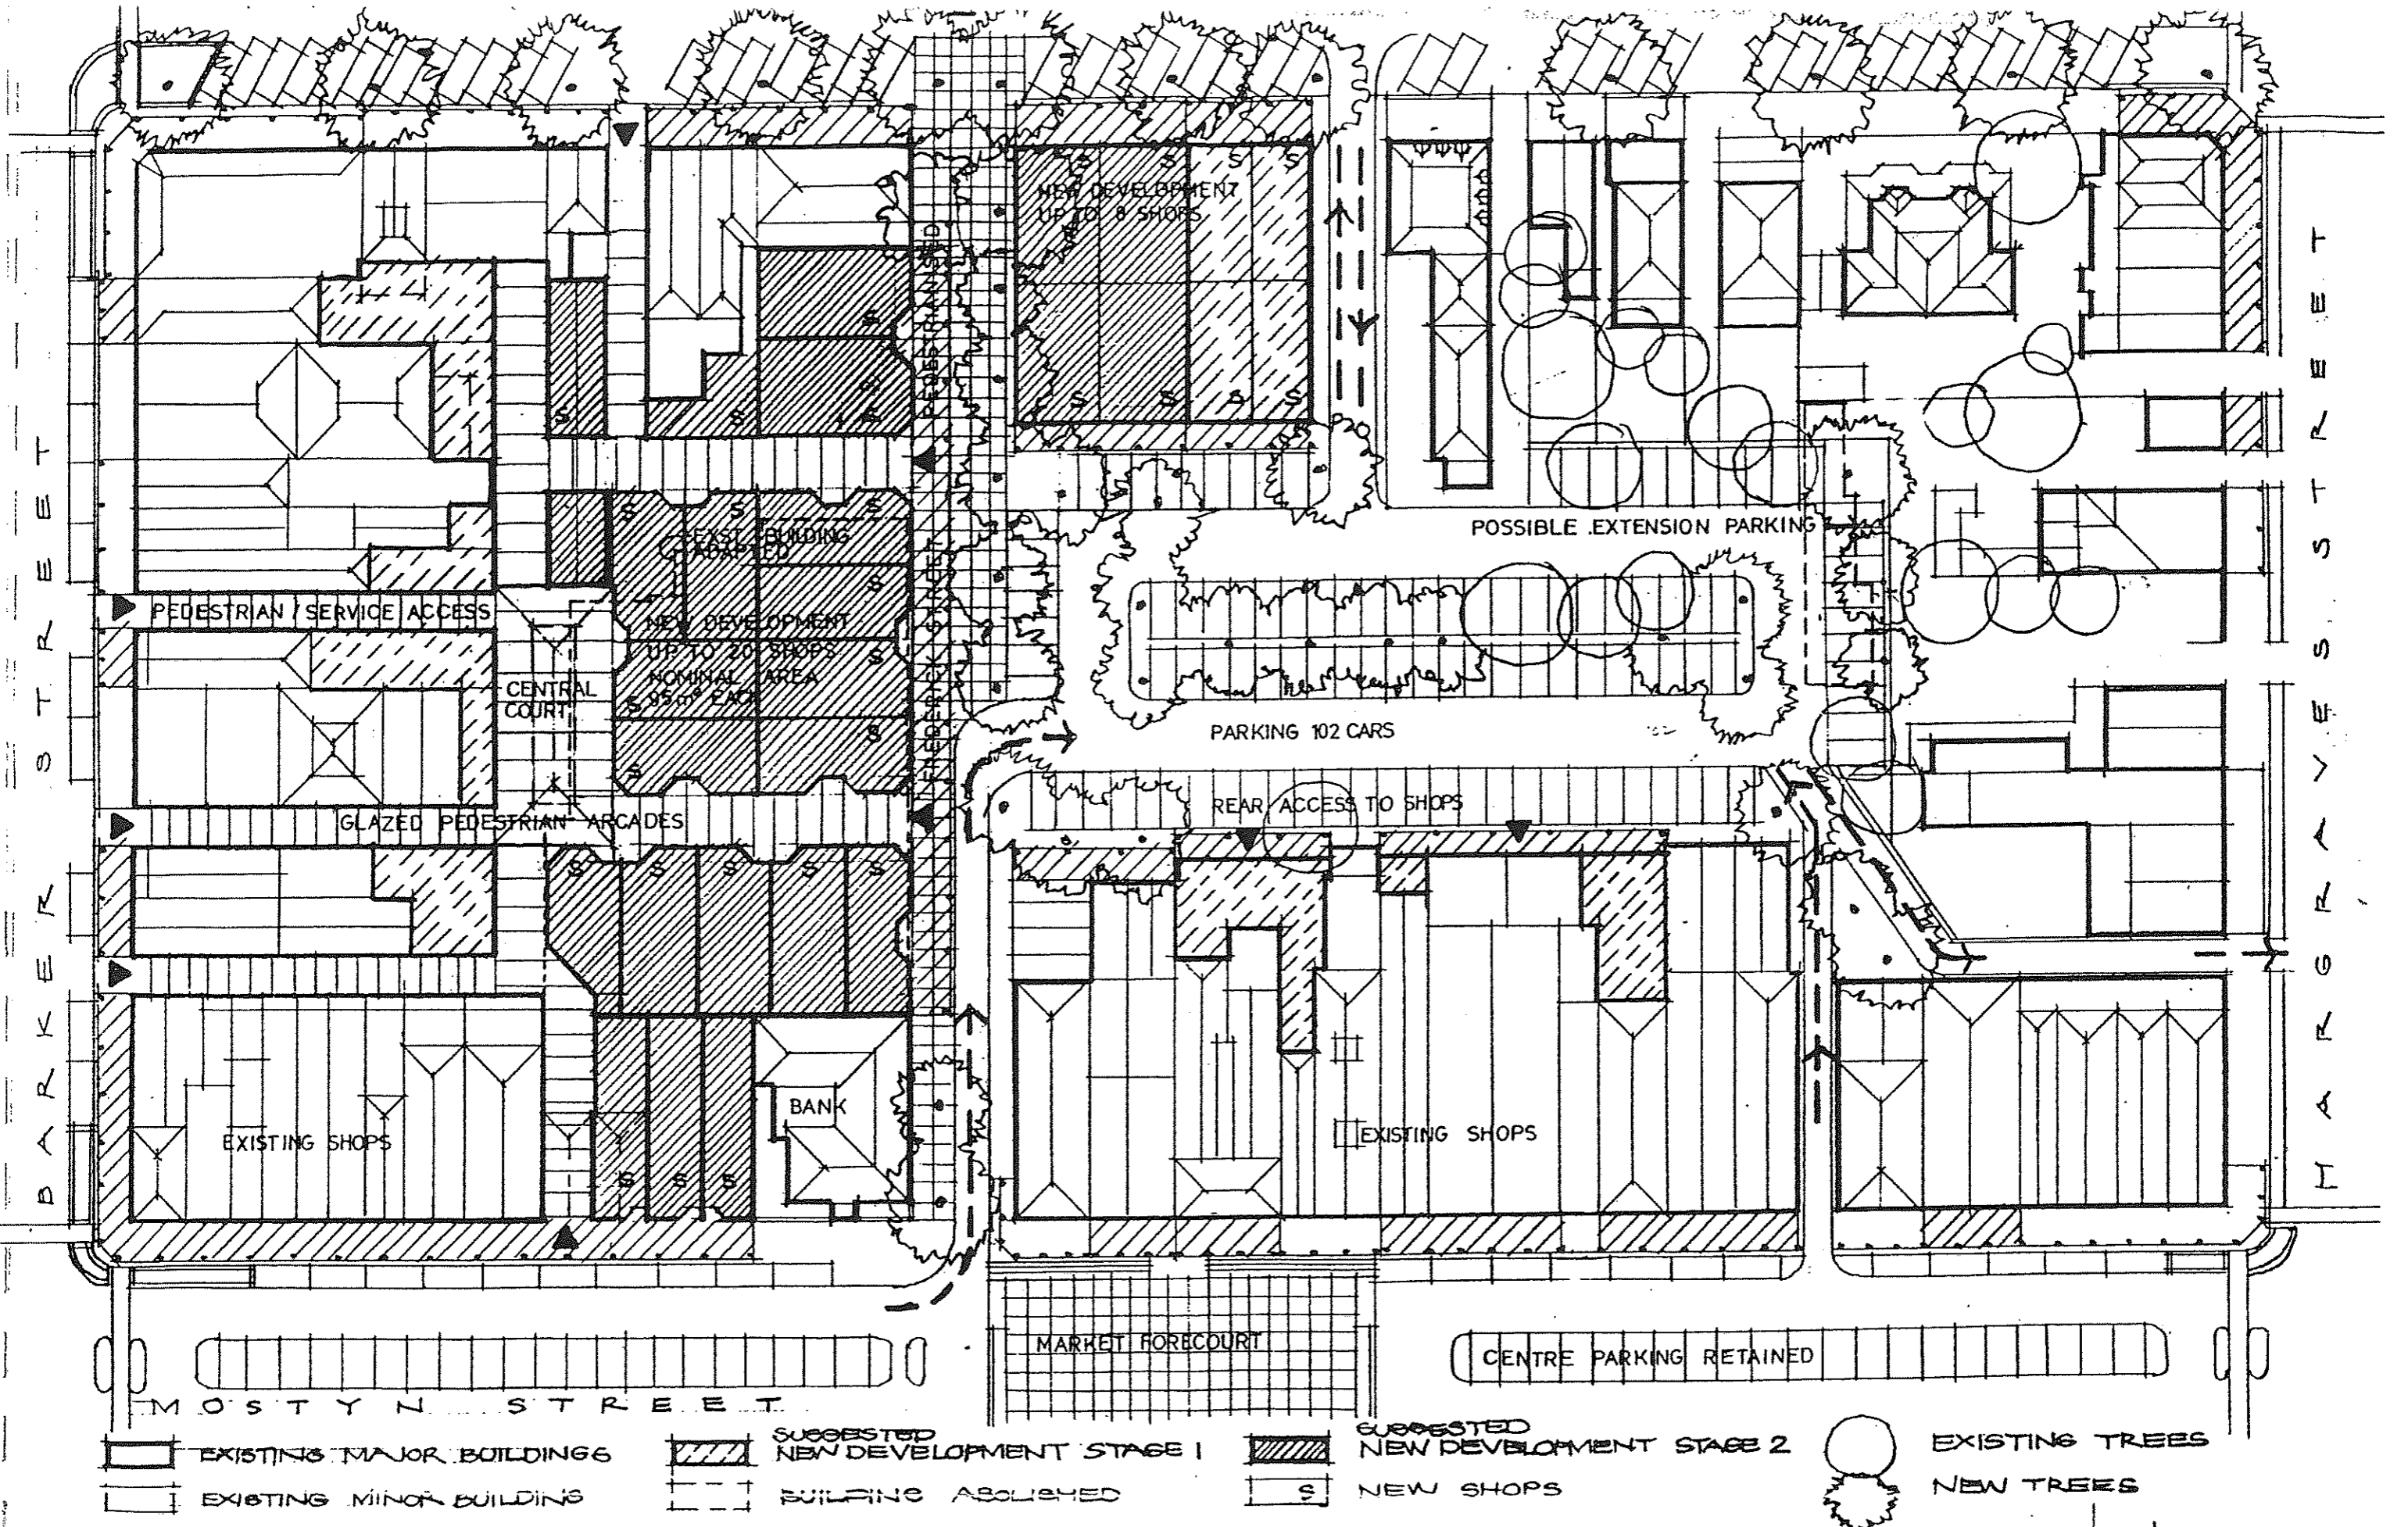 NEW DEVELOPMENT
UP TO 8 SHOPS
PEDESTRIANISED
FREDERICK STREET
BARKER STREET
HARGRAVES STREET
EXST. BUILDING
ADAPTED
POSSIBLE EXTENSION PARKING
PEDESTRIAN / SERVICE ACCESS
NEW DEVELOPMENT
UP TO 20 SHOPS
NOMINAL AREA
95m² EACH
CENTRAL
COURT
PARKING 102 CARS
REAR ACCESS TO SHOPS
GLAZED PEDESTRIAN ARCADES
BANK
EXISTING SHOPS
EXISTING SHOPS
MARKET FORECOURT
CENTRE PARKING RETAINED
MOSTYN STREET
EXISTING MAJOR BUILDINGS
SUGGESTED
NEW DEVELOPMENT STAGE 1
SUGGESTED
NEW DEVELOPMENT STAGE 2
EXISTING TREES
EXISTING MINOR BUILDING
BUILDING ABOLISHED
S NEW SHOPS
NEW TREES